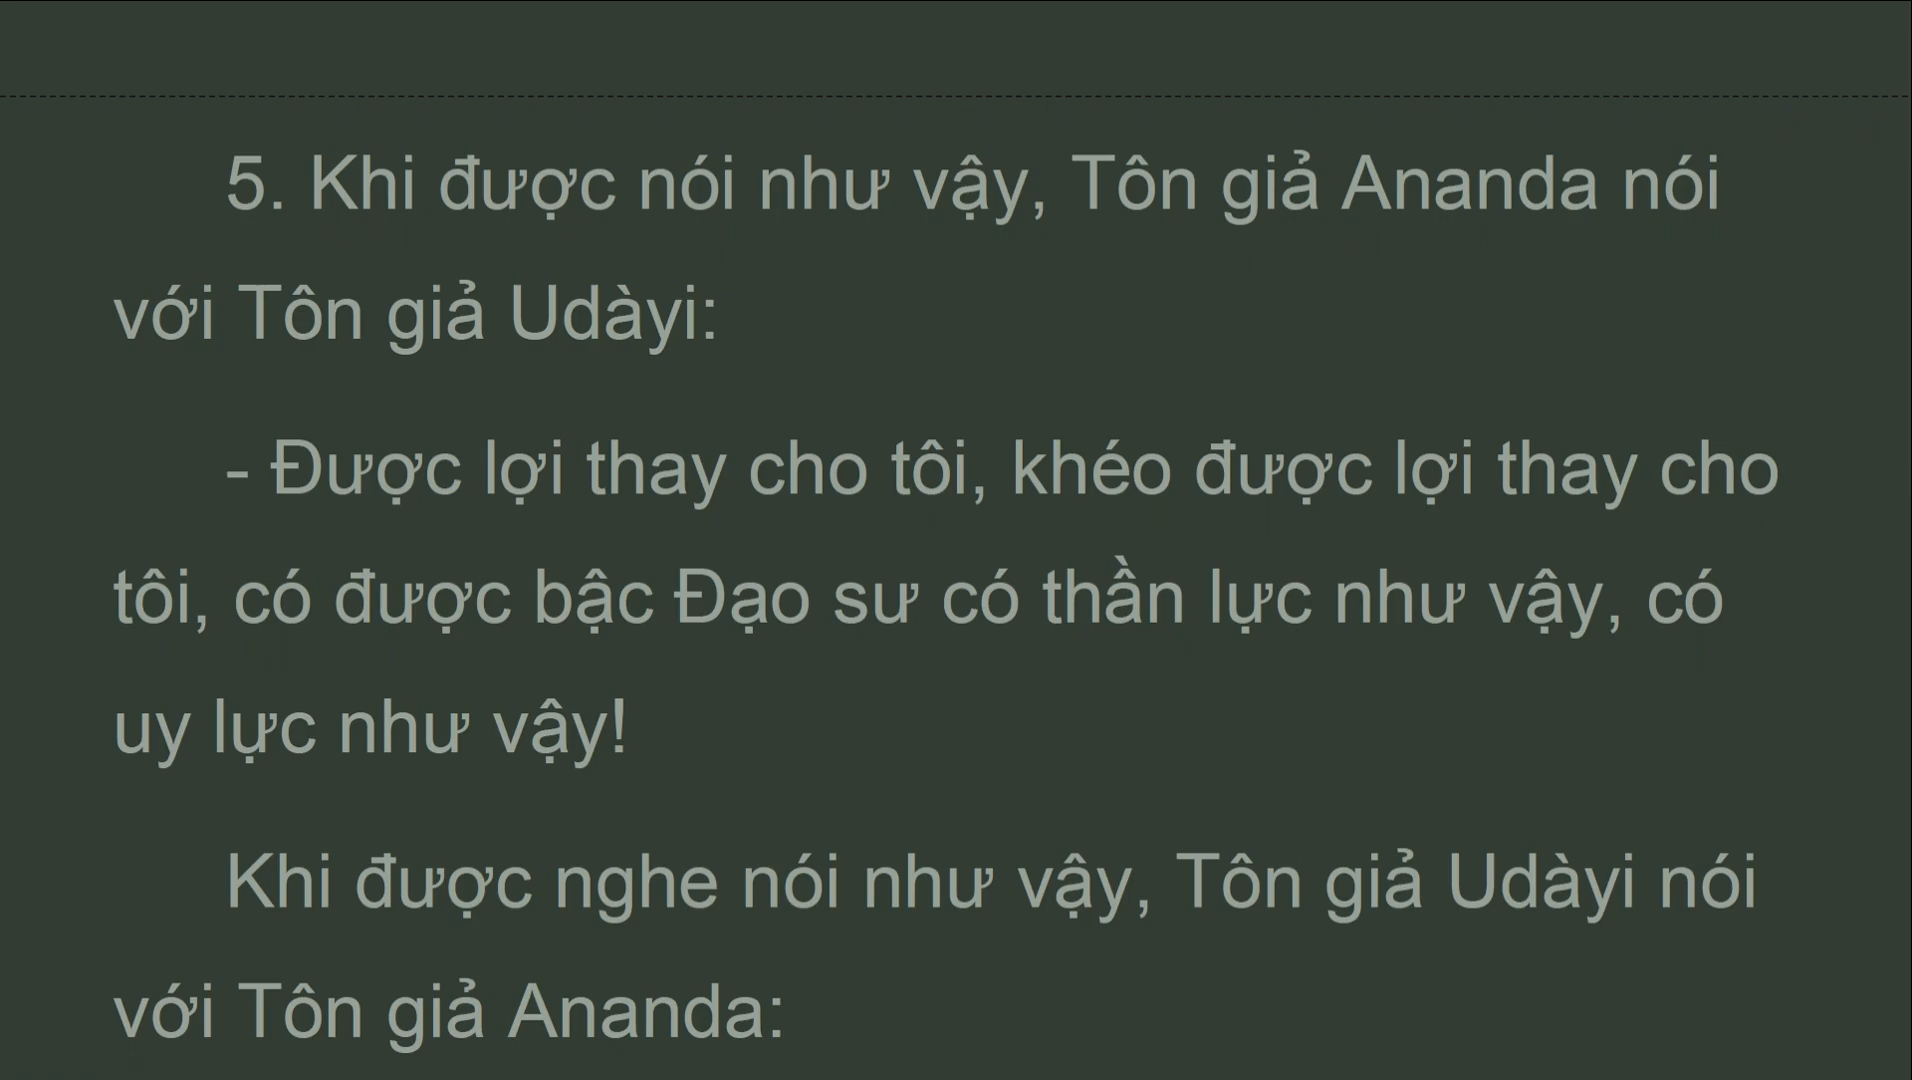 5. Khi được nói như vậy, Tôn giả Ananda nói
với Tôn giả Udàyi:
- Được lợi thay cho tôi, khéo được lợi thay cho
tôi, có được bậc Đạo sư có thần lực như vậy, có
uy lực như vậy!
Khi được nghe nói như vậy, Tôn giả Udàyi nói
với Tôn giả Ananda: